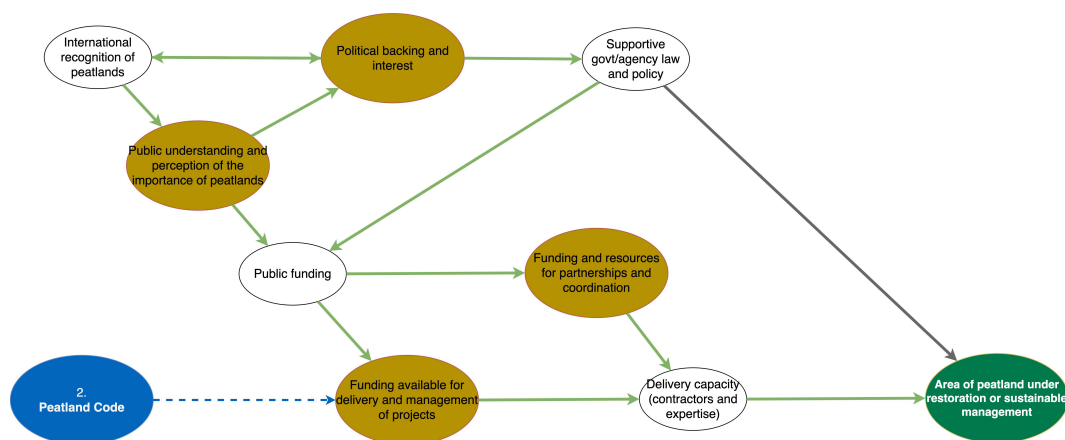 International
recognition of
peatlands
Political backing and
interest
Supportive
govt/agency law
and policy
Public understanding and
perception of the
importance of peatlands
Public funding
Funding and resources
for partnerships and
coordination
2.
Peatland Code
Funding available for
delivery and management
of projects
Delivery capacity
(contractors and
expertise)
Area of peatland under
restoration or sustainable
management